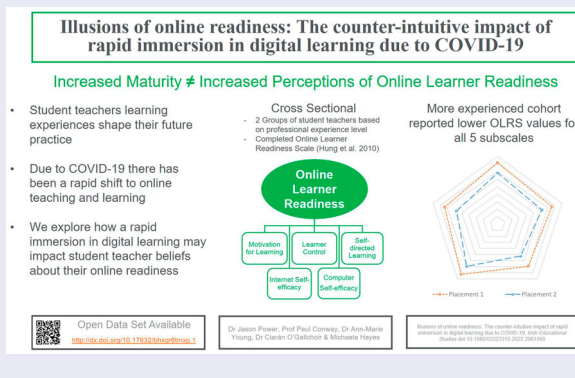 Illusions of online readiness: The counter-intuitive impact of
rapid immersion in digital learning due to COVID-19
Increased Maturity ≠ Increased Perceptions of Online Learner Readiness
• Student teachers learning
experiences shape their future
practice
• Due to COVID-19 there has
been a rapid shift to online
teaching and learning
• We explore how a rapid
immersion in digital learning may
impact student teacher beliefs
about their online readiness
Cross Sectional
- 2 Groups of student teachers based
on professional experience level
- Completed Online Learner
Readiness Scale (Hung et al. 2010)
Online
Learner
Readiness
Motivation
for Learning
Learner
Control
Self-
directed
Learning
Internet Self-
efficacy
Computer
Self-efficacy
More experienced cohort
reported lower OLRS values for
all 5 subscales
Placement 1
Placement 2
Open Data Set Available
http://dx.doi.org/10.17632/bhxgr6tmxp.1
Dr Jason Power, Prof Paul Conway, Dr Ann-Marie
Young, Dr Ciarán O'Gallchóir & Michaele Hayes
Illusions of online readiness: The counter-intuitive impact of rapid
immersion in digital learning due to COVID-19, Irish Educational
Studies doi 10.1080/03323315.2022.2061565